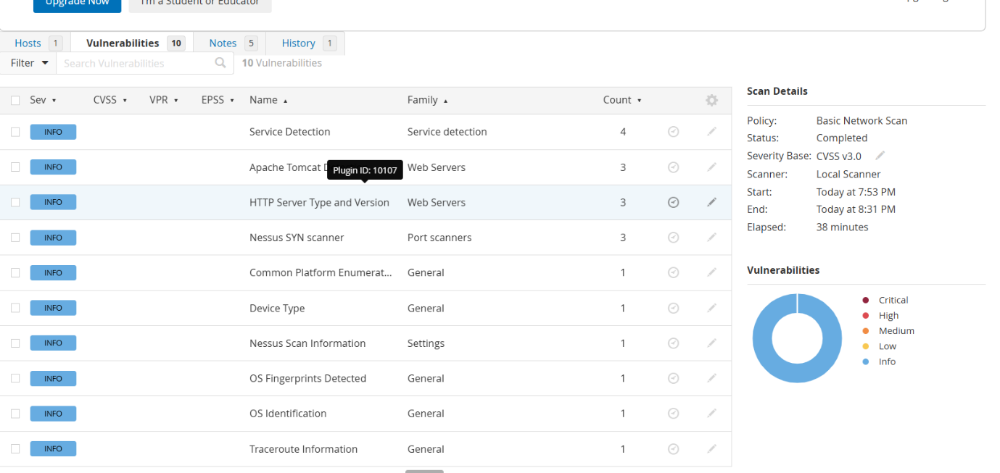 Upgrade Now I'm a Student or Educator
Hosts 1 Vulnerabilities 10 Notes 5 History 1
Filter Search Vulnerabilities 10 Vulnerabilities
Sev CVSS VPR EPSS Name Family Count
INFO Service Detection Service detection 4
INFO Apache Tomcat Web Servers 3
Plugin ID: 10107
INFO HTTP Server Type and Version Web Servers 3
INFO Nessus SYN scanner Port scanners 3
INFO Common Platform Enumerat... General 1
INFO Device Type General 1
INFO Nessus Scan Information Settings 1
INFO OS Fingerprints Detected General 1
INFO OS Identification General 1
INFO Traceroute Information General 1
Scan Details
Policy: Basic Network Scan
Status: Completed
Severity Base: CVSS v3.0
Scanner: Local Scanner
Start: Today at 7:53 PM
End: Today at 8:31 PM
Elapsed: 38 minutes
Vulnerabilities
Critical
High
Medium
Low
Info